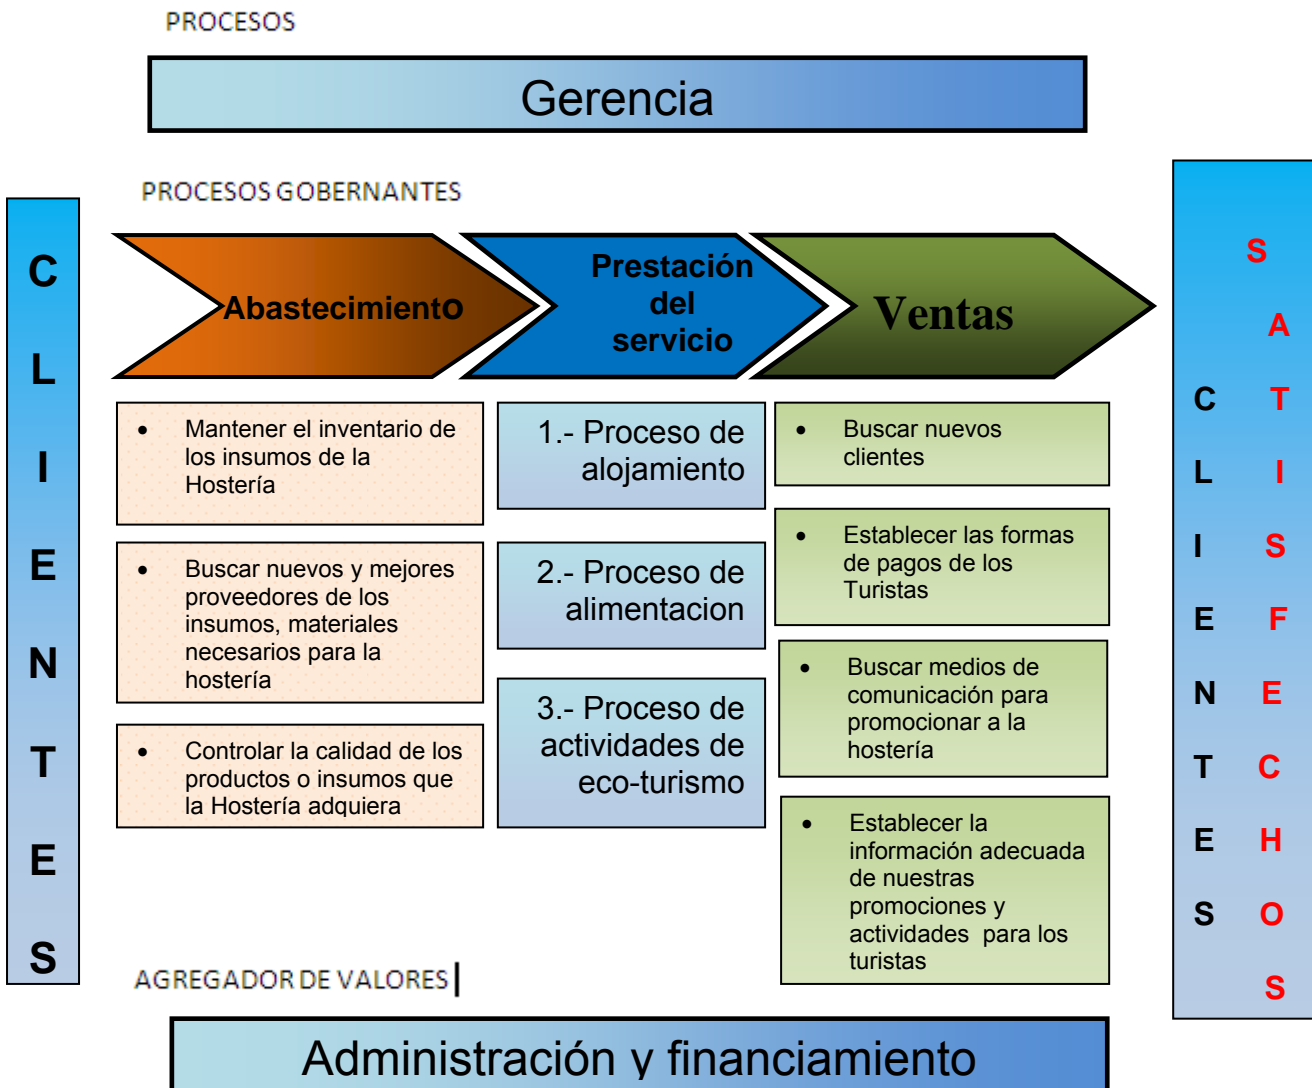 PROCESOS
Gerencia
PROCESOS GOBERNANTES
CLIENTES
Abastecimiento
Prestación
del
servicio
Ventas
• Mantener el inventario de
los insumos de la
Hostería
• Buscar nuevos y mejores
proveedores de los
insumos, materiales
necesarios para la
hostería
• Controlar la calidad de los
productos o insumos que
la Hostería adquiera
1.- Proceso de
alojamiento
2.- Proceso de
alimentacion
3.- Proceso de
actividades de
eco-turismo
• Buscar nuevos
clientes
• Establecer las formas
de pagos de los
Turistas
• Buscar medios de
comunicación para
promocionar a la
hostería
• Establecer la
información adecuada
de nuestras
promociones y
actividades para los
turistas
CLIENTES
SATISFECHOS
AGREGADOR DE VALORES
Administración y financiamiento